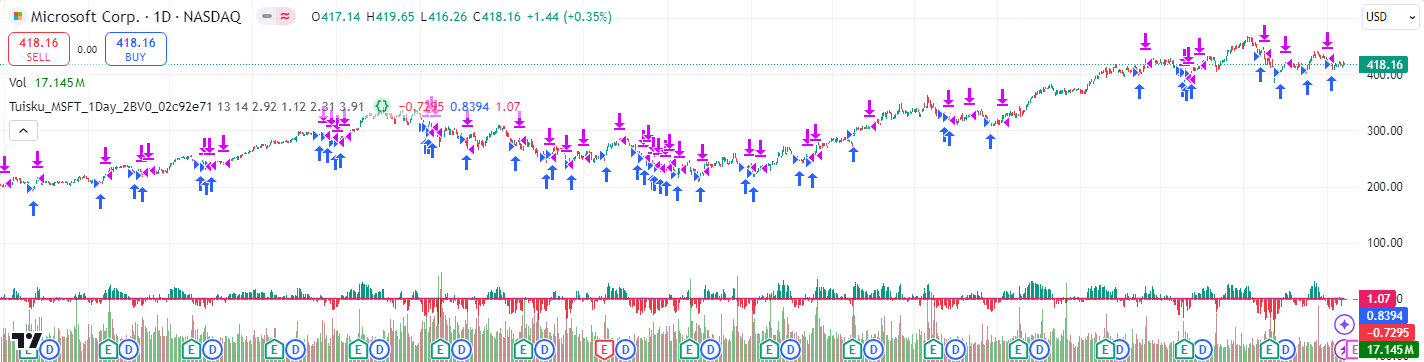 Microsoft Corp. · 1D · NASDAQ O417.14 H419.65 L416.26 C418.16 +1.44 (+0.35%)
USD
418.16 SELL
0.00
418.16 BUY
418.16
400.00
Vol 17.145M
Tuisku_MSFT_1Day_2BV0_02c92e71 13 14 2.92 1.12 2.31 3.91 −0.7295 0.8394 1.07
300.00
200.00
100.00
1.07
0.8394
−0.7295
17.145M
E D E D E D E D E D E D E D E D E D E D E D E D E D E D E D E D E